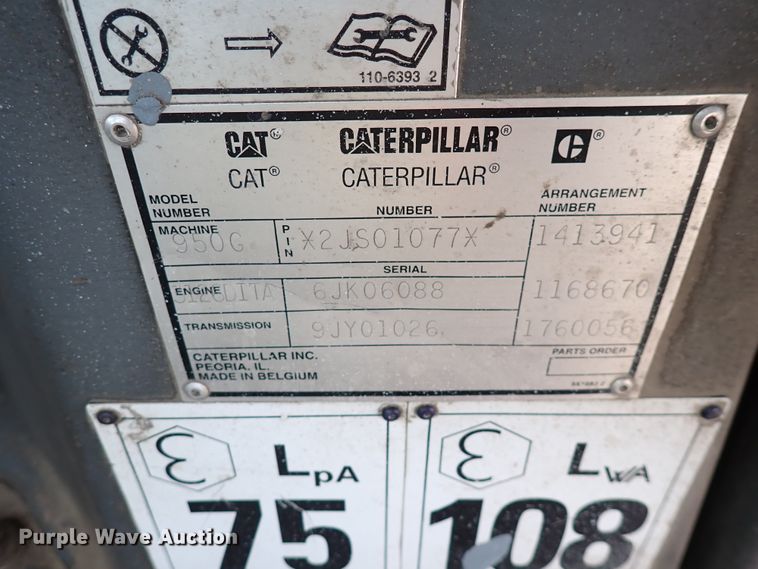 110-6393 2
CAT® CATERPILLAR® C®
CAT® CATERPILLAR®
MODEL NUMBER NUMBER ARRANGEMENT NUMBER
MACHINE 950G PIN *2JS01077* 1413941
SERIAL
ENGINE 3126DITA 6JK06088 1168670
TRANSMISSION 9JY01026 1760056
CATERPILLAR INC. PARTS ORDER
PEORIA, IL.
MADE IN BELGIUM
LpA LWA
75 108
Purple Wave Auction